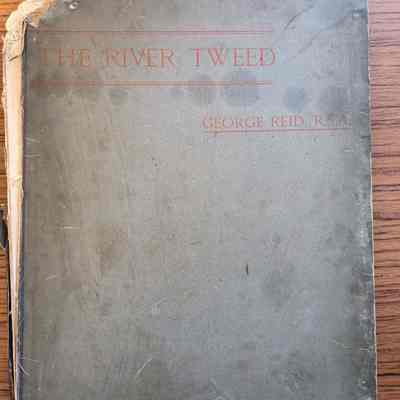 THE RIVER TWEED
GEORGE REID, R.S.A.